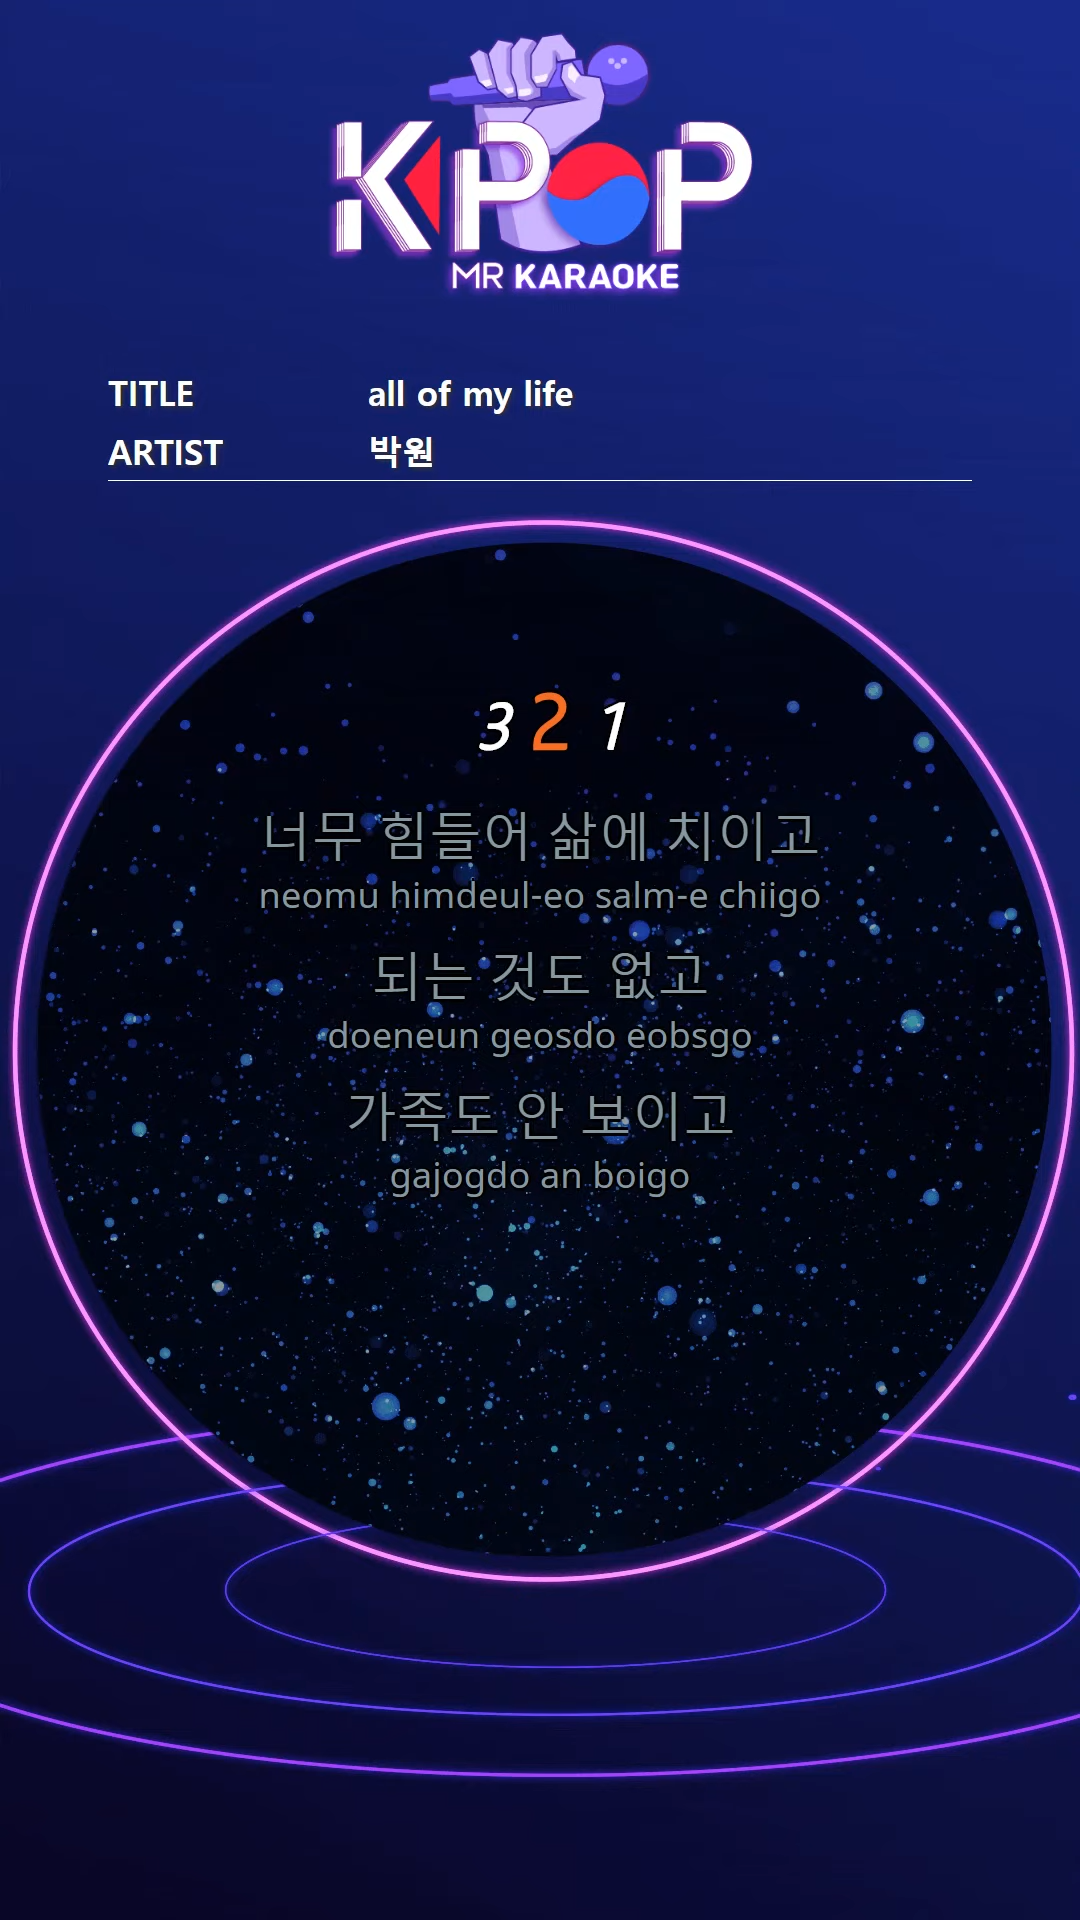 KPOP
MR KARAOKE
TITLE all of my life
ARTIST 박원
3 2 1
너무 힘들어 삶에 치이고
neomu himdeul-eo salm-e chiigo
되는 것도 없고
doeneun geosdo eobsgo
가족도 안 보이고
gajogdo an boigo